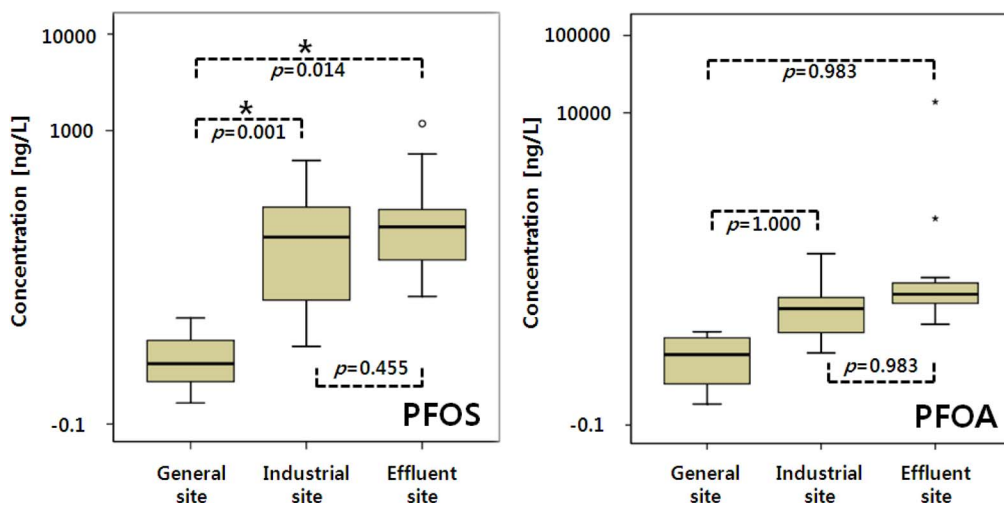 10000
1000
-0.1
Concentration [ng/L]
*
p=0.014
*
p=0.001
p=0.455
PFOS
General site
Industrial site
Effluent site
100000
10000
-0.1
Concentration [ng/L]
p=0.983
*
*
p=1.000
p=0.983
PFOA
General site
Industrial site
Effluent site